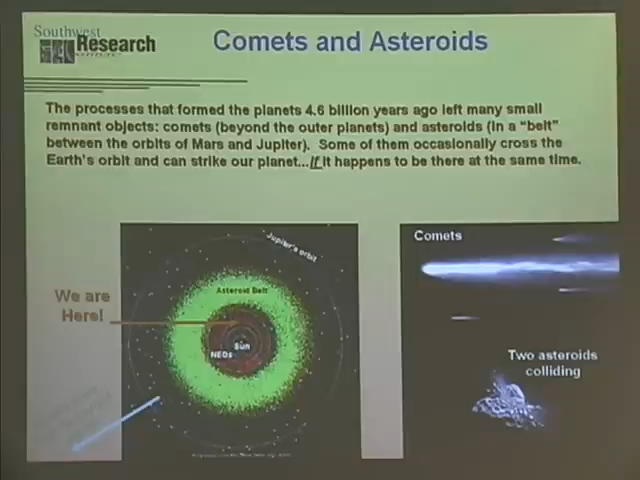 Southwest
Research
Comets and Asteroids
The processes that formed the planets 4.6 billion years ago left many small
remnant objects: comets (beyond the outer planets) and asteroids (in a "belt"
between the orbits of Mars and Jupiter). Some of them occasionally cross the
Earth's orbit and can strike our planet...if it happens to be there at the same time.
Jupiter's orbit
Asteroid Belt
We are
Here!
Sun
NEOs
Comets
Two asteroids
colliding